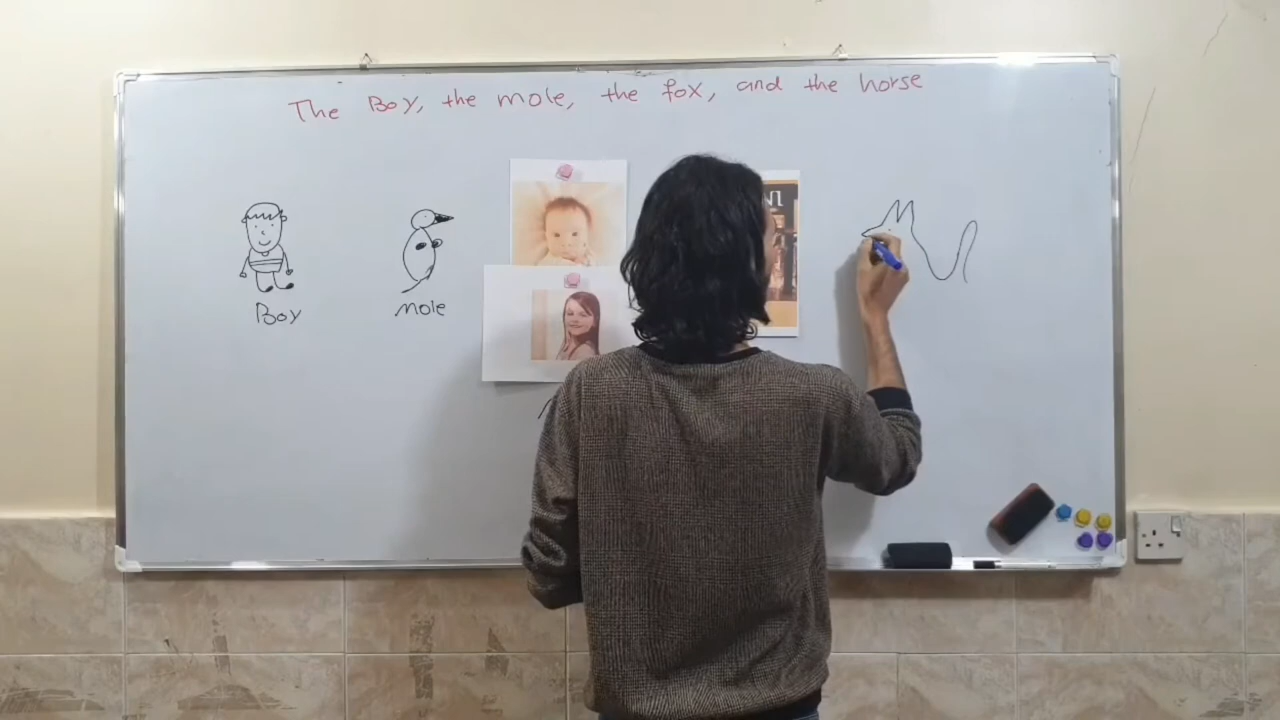 The Boy, the mole, the fox, and the horse
Boy
mole